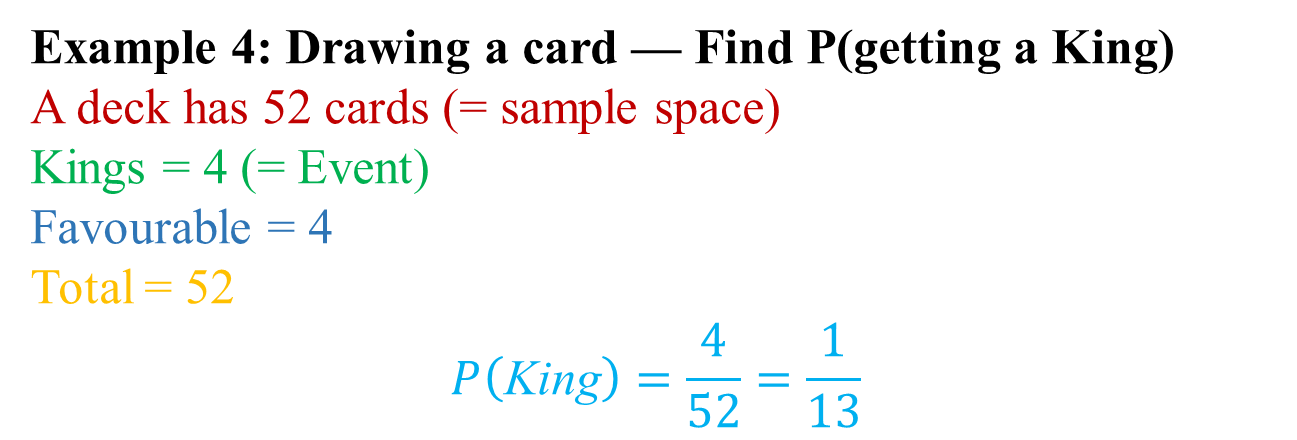 Example 4: Drawing a card — Find P(getting a King)
A deck has 52 cards (= sample space)
Kings = 4 (= Event)
Favourable = 4
Total = 52
P(King) = 4/52 = 1/13